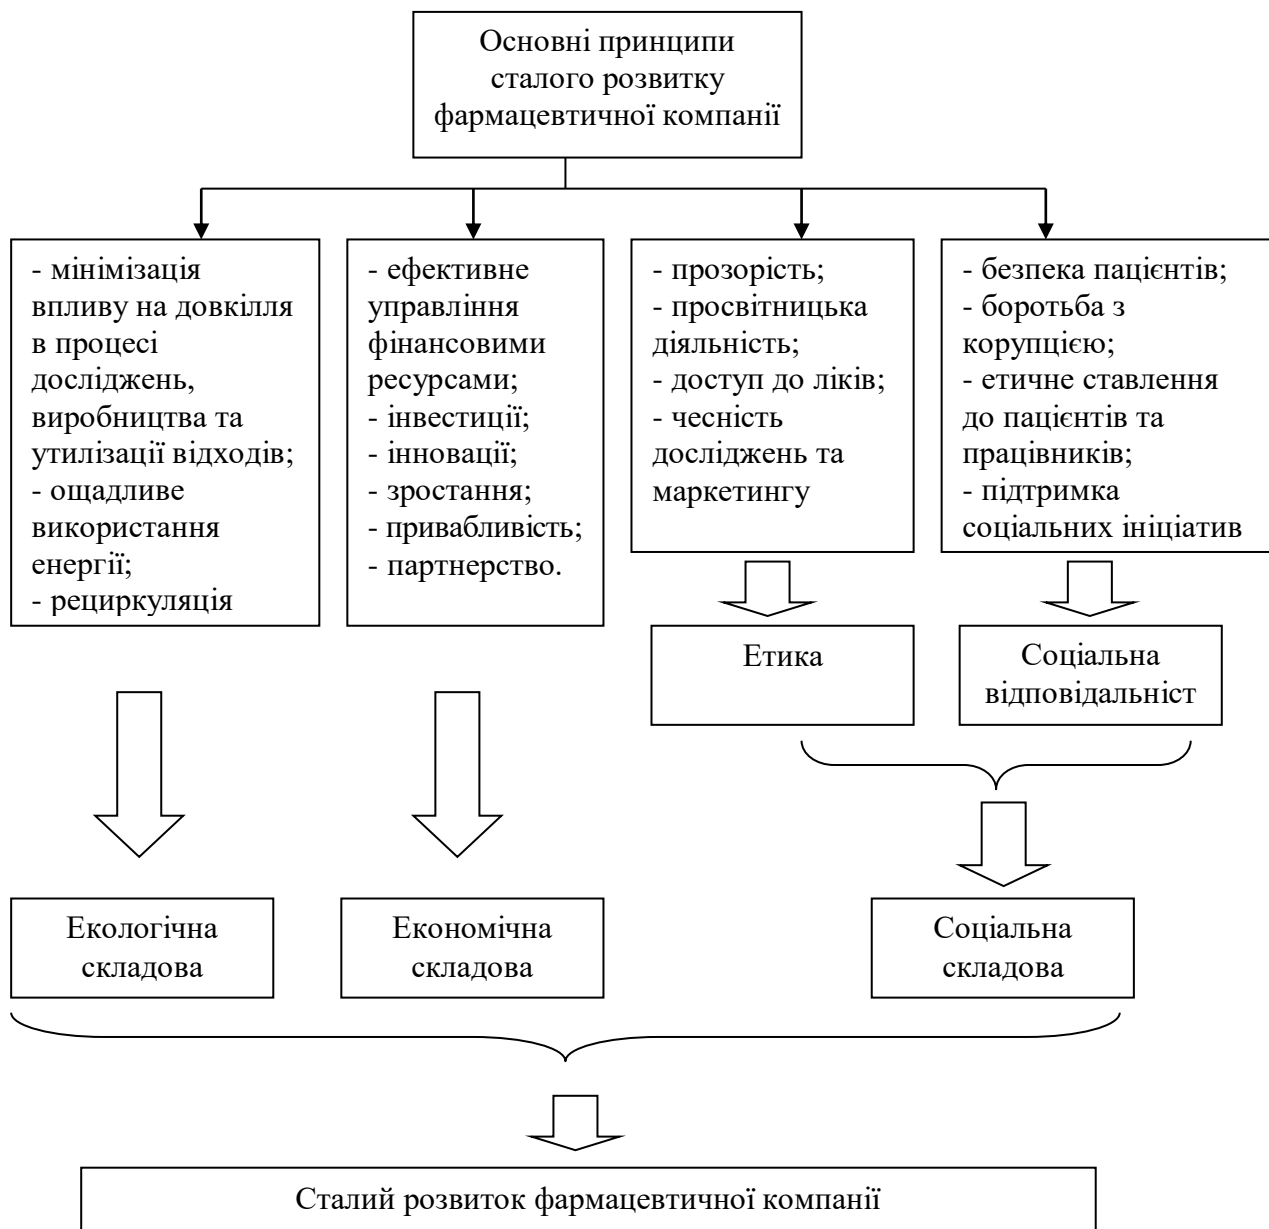 Основні принципи
сталого розвитку
фармацевтичної компанії
- мінімізація
впливу на довкілля
в процесі
досліджень,
виробництва та
утилізації відходів;
- ощадливе
використання
енергії;
- рециркуляція
- ефективне
управління
фінансовими
ресурсами;
- інвестиції;
- інновації;
- зростання;
- привабливість;
- партнерство.
- прозорість;
- просвітницька
діяльність;
- доступ до ліків;
- чесність
досліджень та
маркетингу
- безпека пацієнтів;
- боротьба з
корупцією;
- етичне ставлення
до пацієнтів та
працівників;
- підтримка
соціальних ініціатив
Етика
Соціальна
відповідальніст
Екологічна
складова
Економічна
складова
Соціальна
складова
Сталий розвиток фармацевтичної компанії